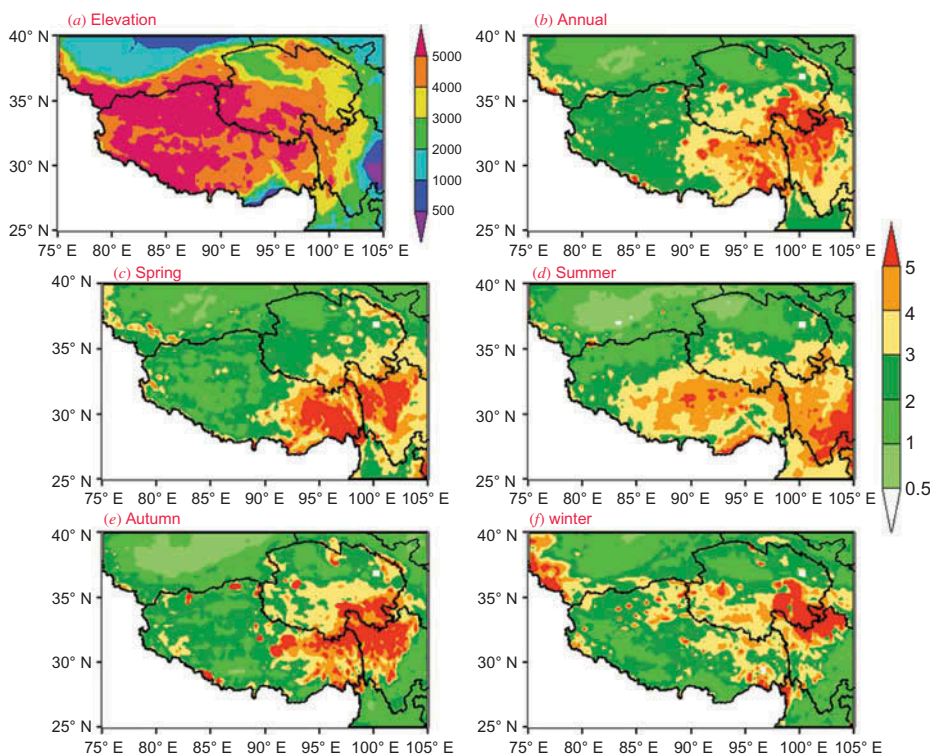 (a) Elevation
40° N
35° N
30° N
25° N
75 E 80 E 85 E 90 E 95 E 100 E 105 E
5000
4000
3000
2000
1000
500
(b) Annual
40° N
35° N
30° N
25° N
75 E 80 E 85 E 90 E 95 E 100 E 105 E
(c) Spring
40° N
35° N
30° N
25° N
75 E 80 E 85 E 90 E 95 E 100 E 105 E
(d) Summer
40° N
35° N
30° N
25° N
75 E 80 E 85 E 90 E 95 E 100 E 105 E
5
4
3
2
1
0.5
(e) Autumn
40° N
35° N
30° N
25° N
75 E 80 E 85 E 90 E 95 E 100 E 105 E
(f) winter
40° N
35° N
30° N
25° N
75 E 80 E 85 E 90 E 95 E 100 E 105° E